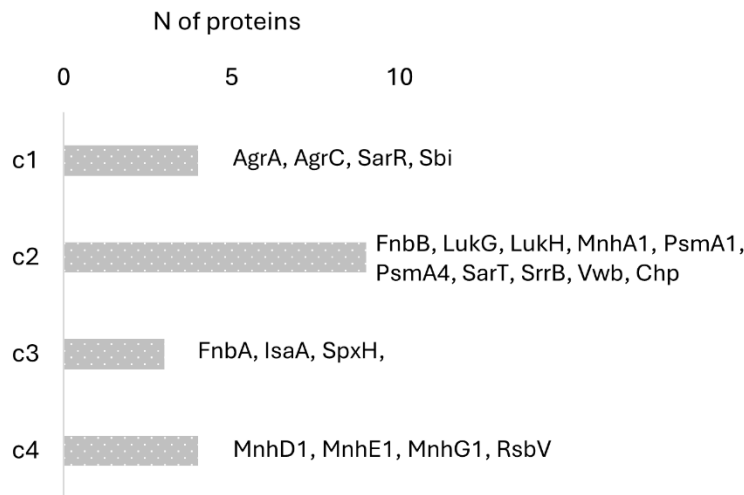 N of proteins
0 5 10
c1 AgrA, AgrC, SarR, Sbi
c2 FnbB, LukG, LukH, MnhA1, PsmA1,
PsmA4, SarT, SrrB, Vwb, Chp
c3 FnbA, IsaA, SpxH,
c4 MnhD1, MnhE1, MnhG1, RsbV